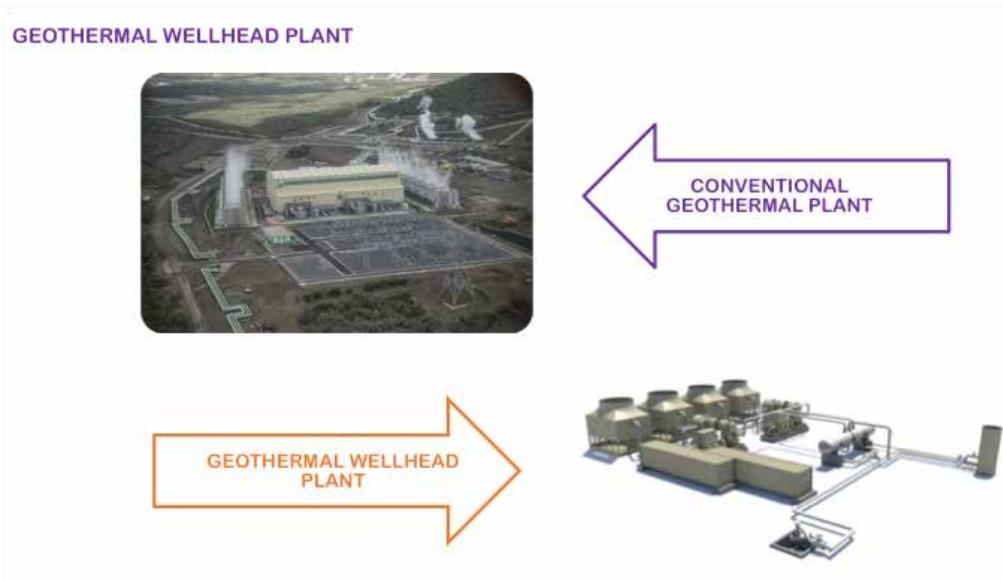 GEOTHERMAL WELLHEAD PLANT
CONVENTIONAL
GEOTHERMAL PLANT
GEOTHERMAL WELLHEAD
PLANT